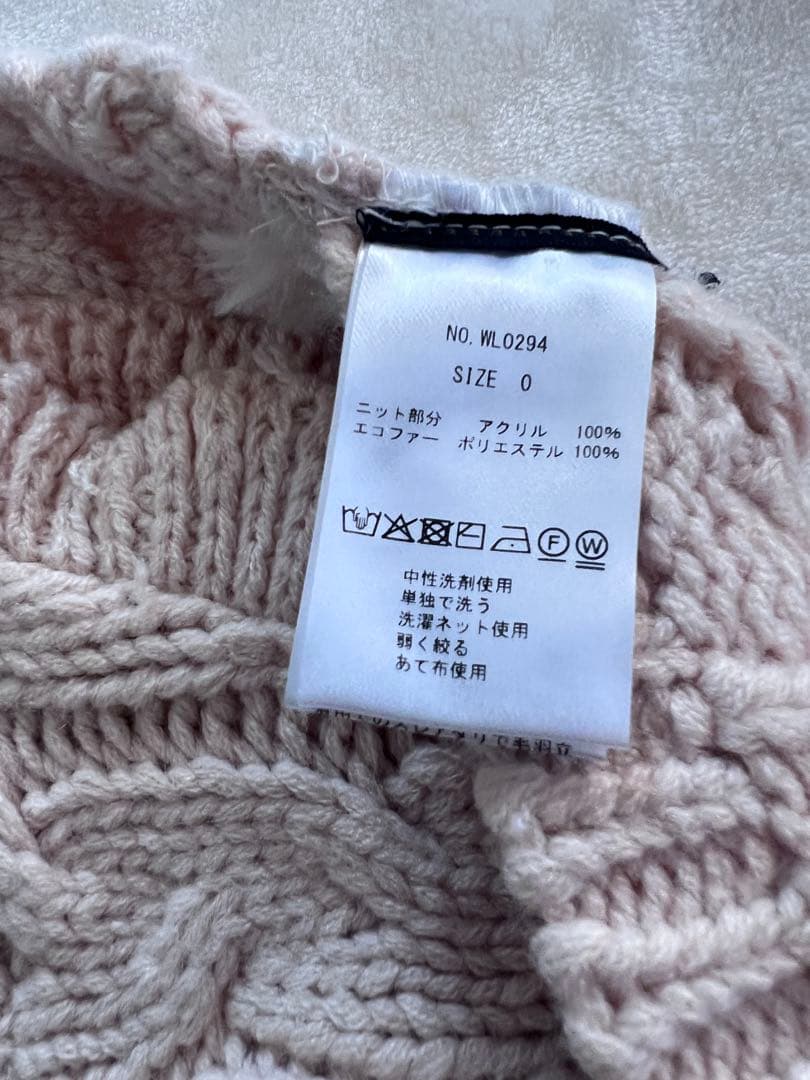 NO. WL0294
SIZE 0
ニット部分 アクリル 100%
エコファー ポリエステル 100%
F W
中性洗剤使用
単独で洗う
洗濯ネット使用
弱く絞る
あて布使用